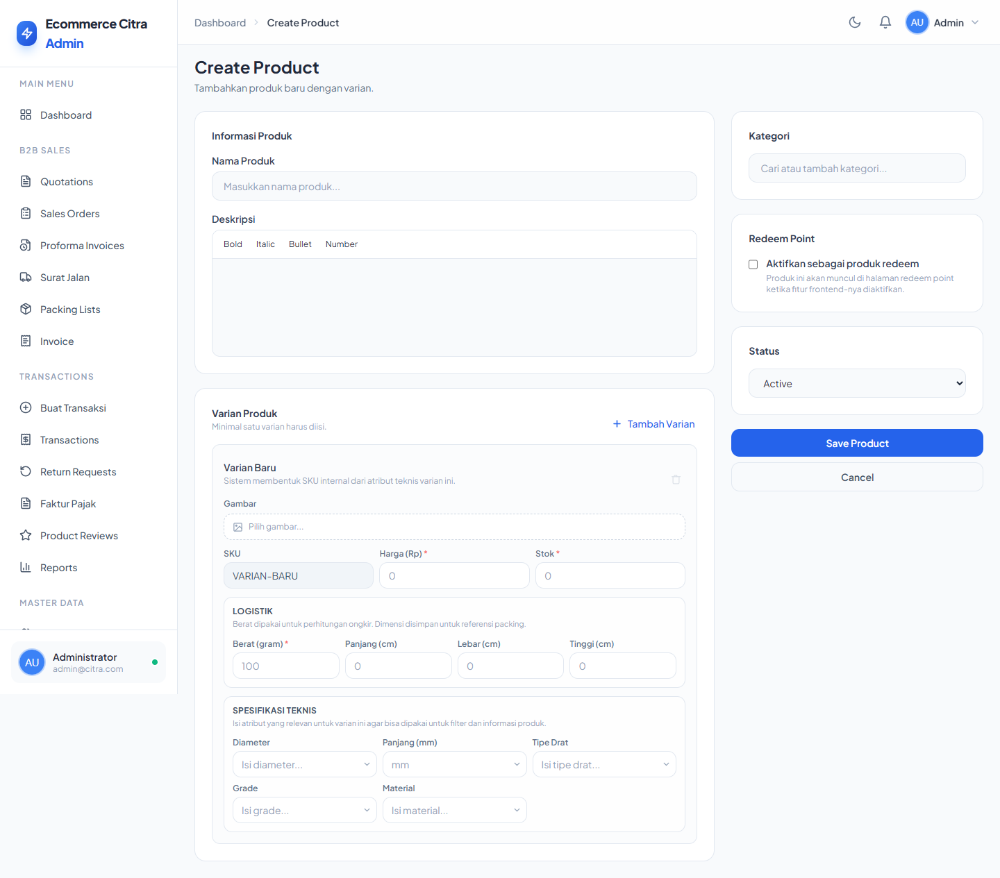 Ecommerce Citra
Admin
MAIN MENU
Dashboard
B2B SALES
Quotations
Sales Orders
Proforma Invoices
Surat Jalan
Packing Lists
Invoice
TRANSACTIONS
Buat Transaksi
Transactions
Return Requests
Faktur Pajak
Product Reviews
Reports
MASTER DATA
AU
Administrator
admin@citra.com
Dashboard
Create Product
AU
Admin
Create Product
Tambahkan produk baru dengan varian.
Informasi Produk
Nama Produk
Masukkan nama produk...
Deskripsi
Bold Italic Bullet Number
Varian Produk
Minimal satu varian harus diisi.
Tambah Varian
Varian Baru
Sistem membentuk SKU internal dari atribut teknis varian ini.
Gambar
Pilih gambar...
SKU Harga (Rp) * Stok *
VARIAN-BARU 0 0
LOGISTIK
Berat dipakai untuk perhitungan ongkir. Dimensi disimpan untuk referensi packing.
Berat (gram) * Panjang (cm) Lebar (cm) Tinggi (cm)
100 0 0 0
SPESIFIKASI TEKNIS
Isi atribut yang relevan untuk varian ini agar bisa dipakai untuk filter dan informasi produk.
Diameter Panjang (mm) Tipe Drat
Isi diameter... mm Isi tipe drat...
Grade Material
Isi grade... Isi material...
Kategori
Cari atau tambah kategori...
Redeem Point
Aktifkan sebagai produk redeem
Produk ini akan muncul di halaman redeem point
ketika fitur frontend-nya diaktifkan.
Status
Active
Save Product
Cancel